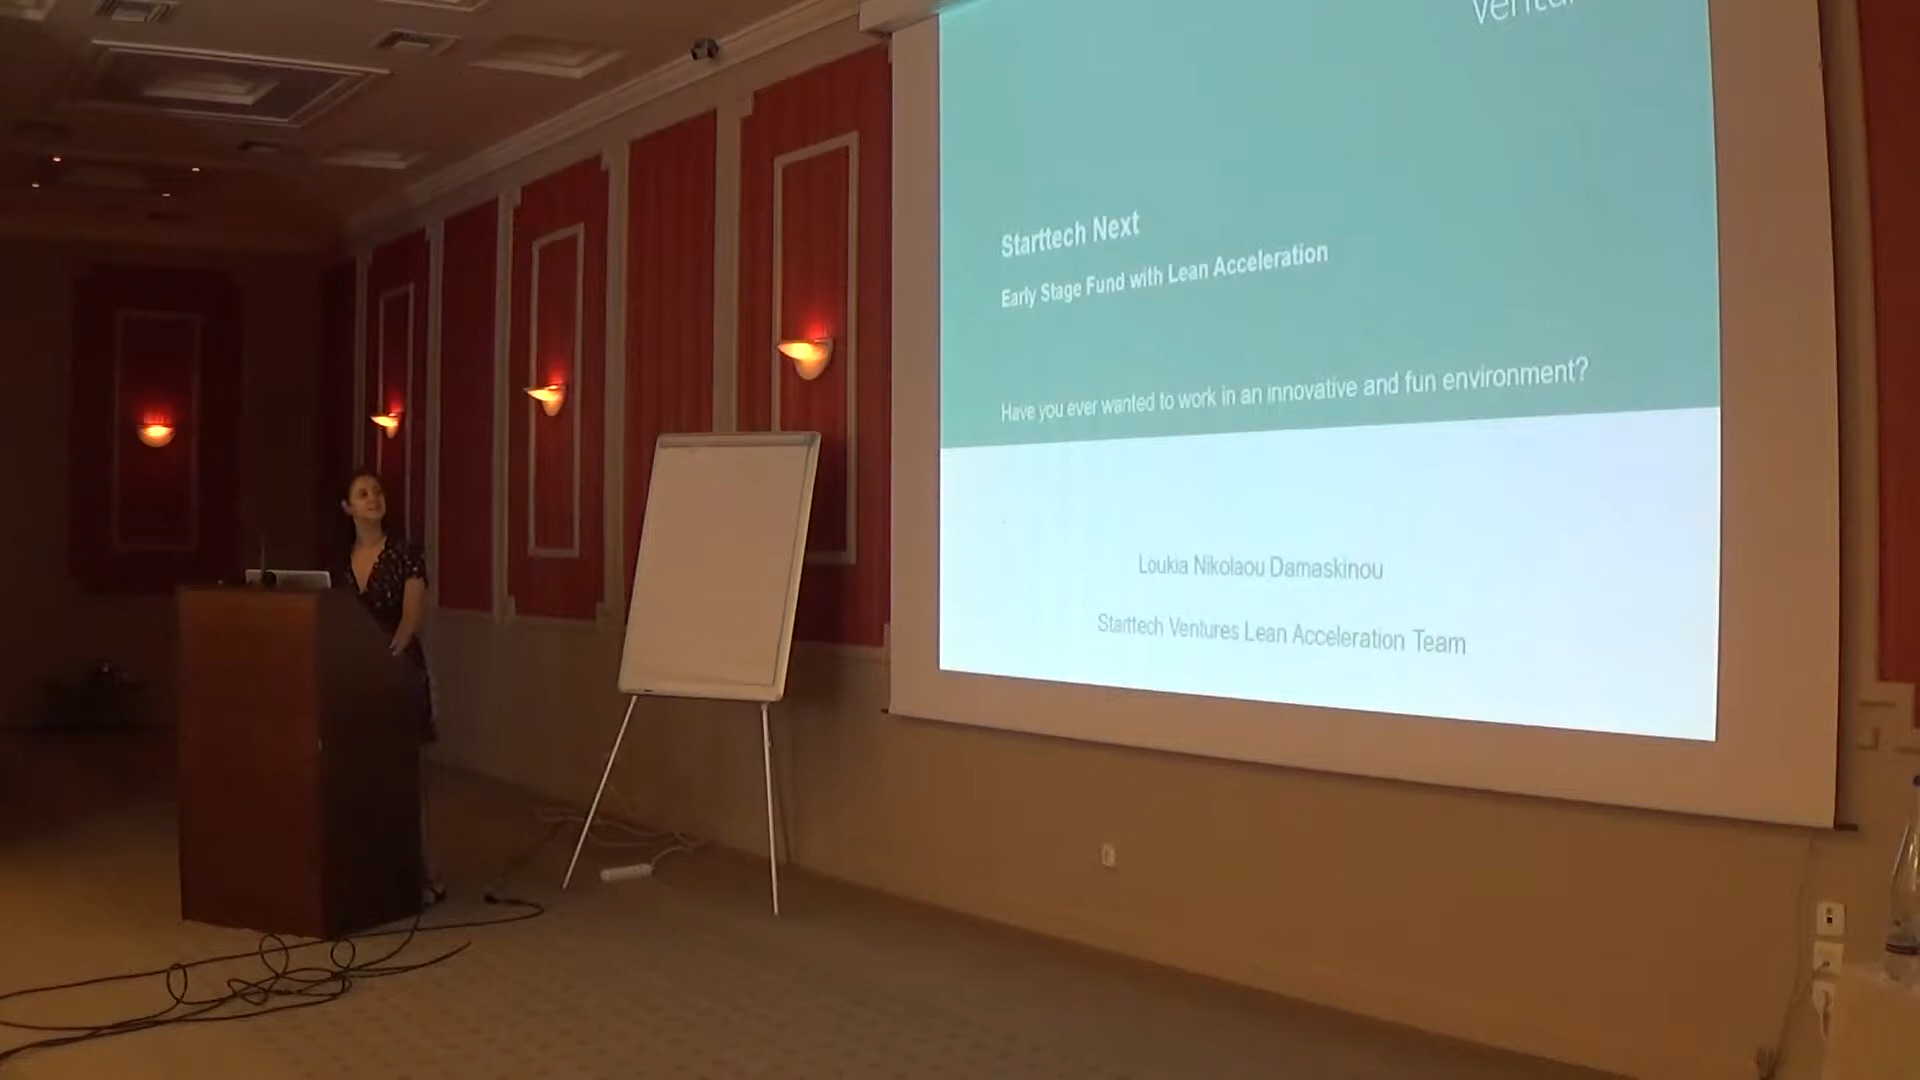 Starttech Next
Early Stage Fund with Lean Acceleration
Have you ever wanted to work in an innovative and fun environment?
Loukia Nikolaou Damaskinou
Starttech Ventures Lean Acceleration Team